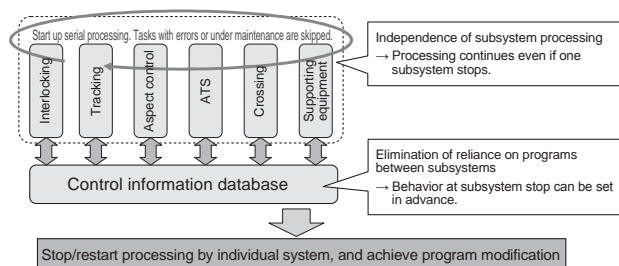 Start up serial processing. Tasks with errors or under maintenance are skipped.
Interlocking
Tracking
Aspect control
ATS
Crossing
Supporting
equipment
Independence of subsystem processing
→ Processing continues even if one
subsystem stops.
Control information database
Elimination of reliance on programs
between subsystems
→ Behavior at subsystem stop can be set
in advance.
Stop/restart processing by individual system, and achieve program modification